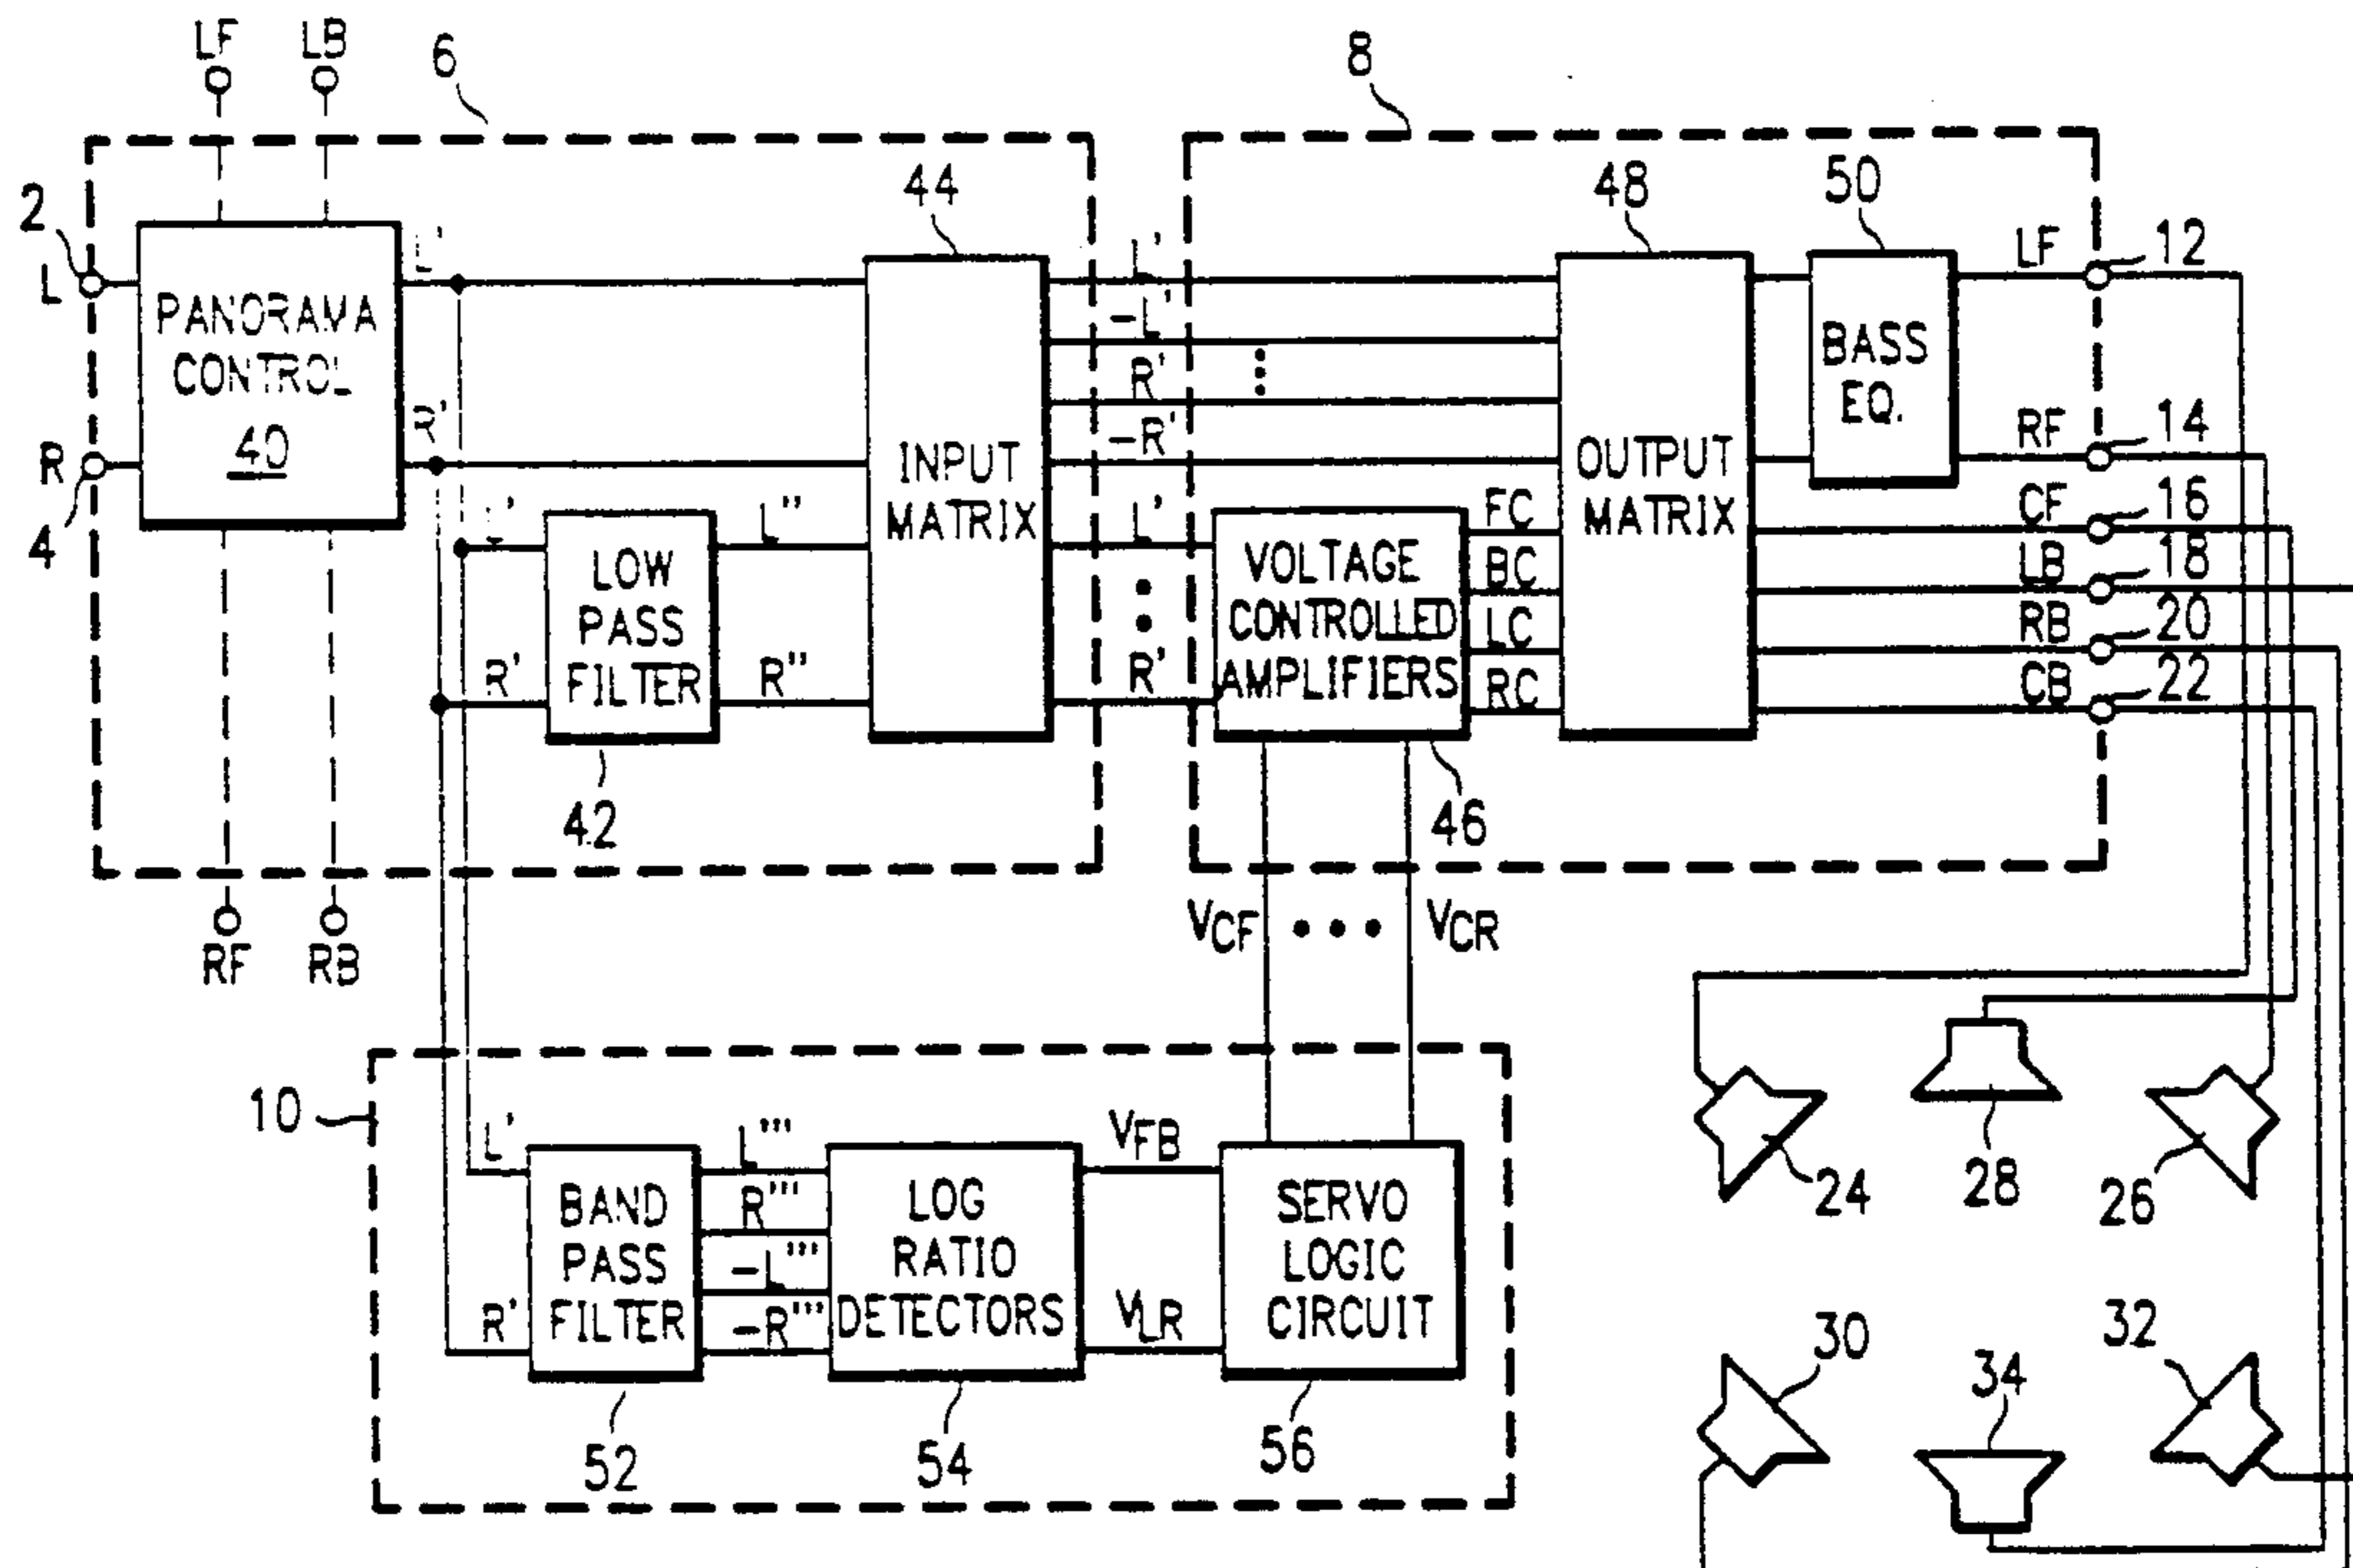 LF LB 6 8
2 44 48 50
L PANORAMA CONTROL 40 L' L' LF 12
-L'
R' BASS EQ.
R 4 R' INPUT MATRIX -R' OUTPUT MATRIX RF 14
L' LOW PASS FILTER L'' L' VOLTAGE CONTROLLED AMPLIFIERS FC CF 16
BC LB 18
LC RB 20
R' R'' R' RC CB 22
42 46
RF RB VCF VCR
10
L' BAND PASS FILTER L''' LOG RATIO DETECTORS VFB SERVO LOGIC CIRCUIT
R'''
-L'''
R' -R''' VLR
52 54 56
24 28 26
30 34 32